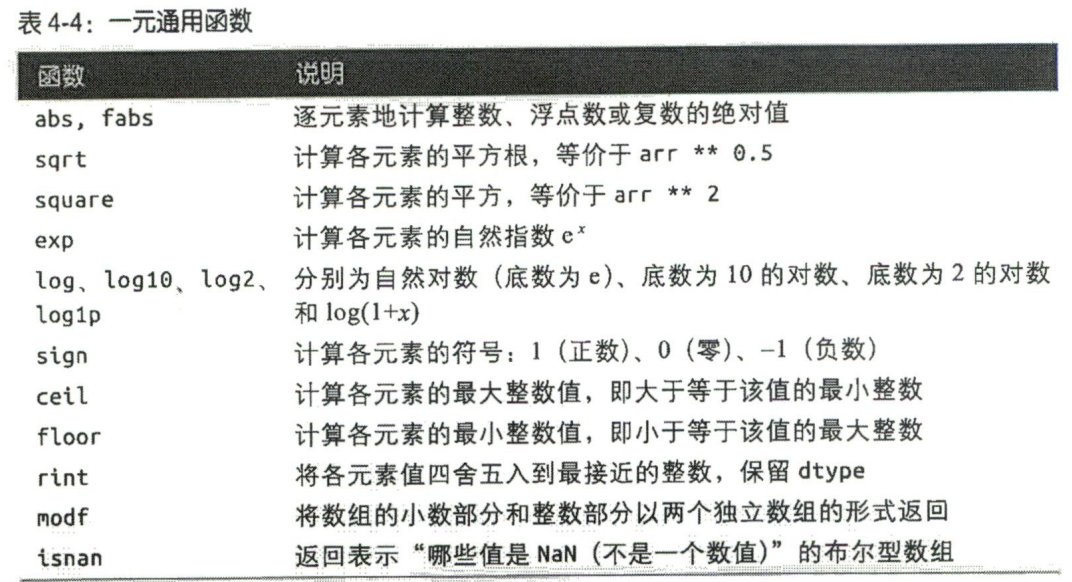 表 4-4：一元通用函数
函数 说明
abs, fabs 逐元素地计算整数、浮点数或复数的绝对值
sqrt 计算各元素的平方根，等价于 arr ** 0.5
square 计算各元素的平方，等价于 arr ** 2
exp 计算各元素的自然指数 eˣ
log、log10、log2、 分别为自然对数（底数为 e）、底数为 10 的对数、底数为 2 的对数
log1p 和 log(1+x)
sign 计算各元素的符号：1（正数）、0（零）、–1（负数）
ceil 计算各元素的最大整数值，即大于等于该值的最小整数
floor 计算各元素的最小整数值，即小于等于该值的最大整数
rint 将各元素值四舍五入到最接近的整数，保留 dtype
modf 将数组的小数部分和整数部分以两个独立数组的形式返回
isnan 返回表示“哪些值是 NaN（不是一个数值）”的布尔型数组